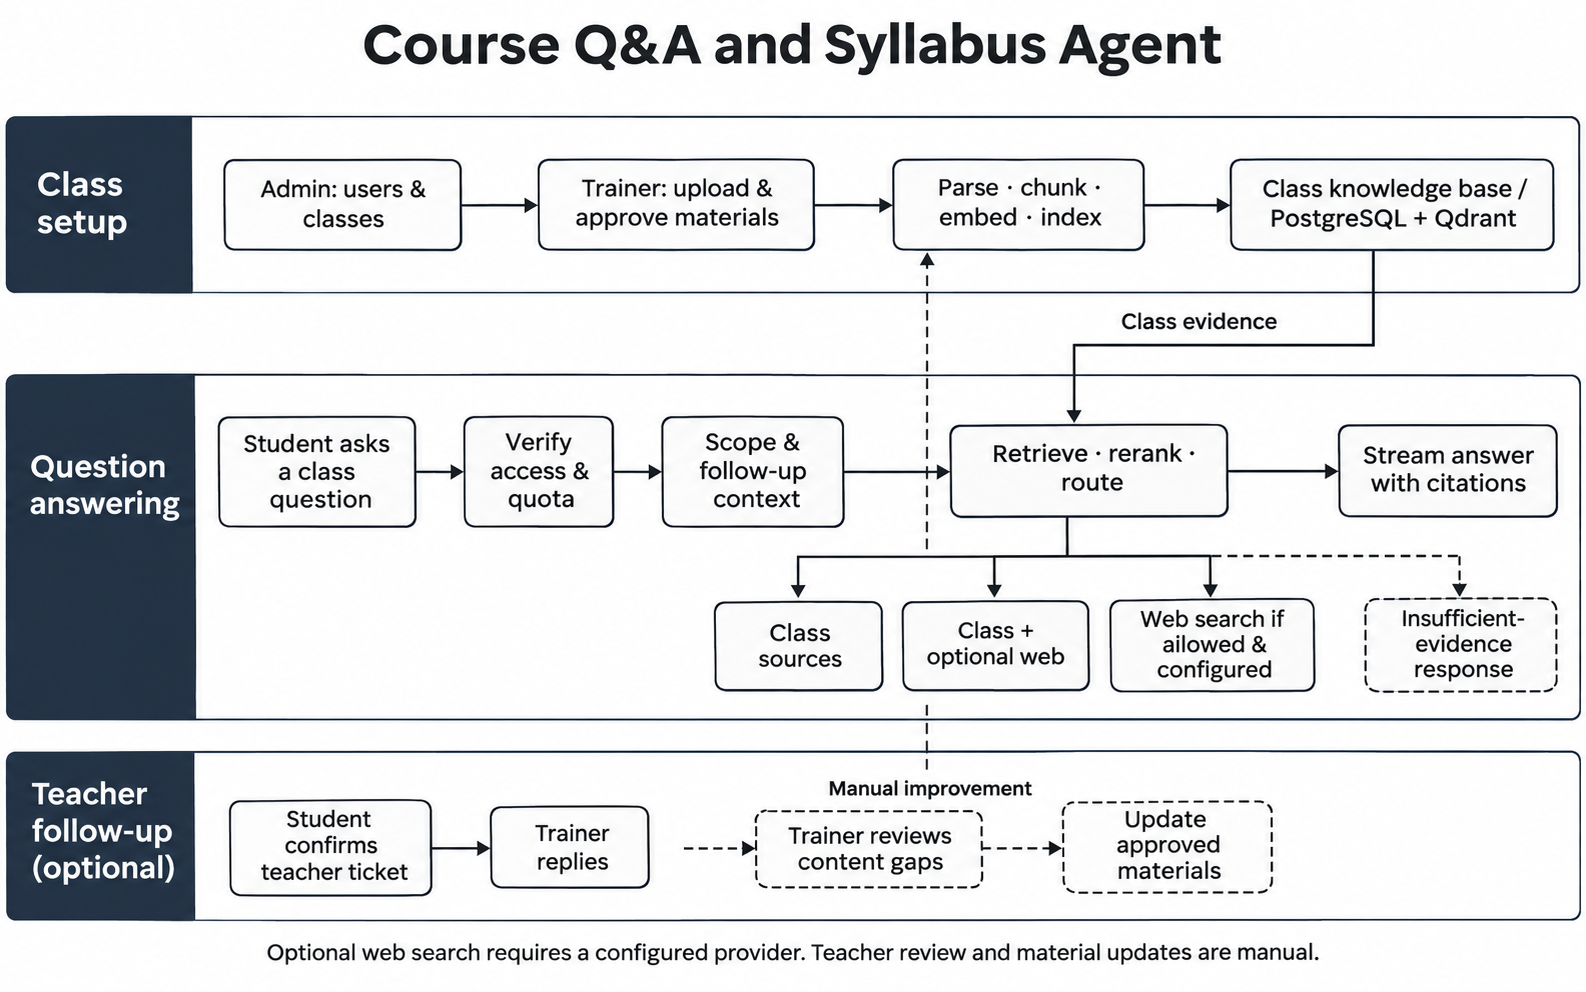 Course Q&A and Syllabus Agent
Class
setup
Admin: users &
classes
Trainer: upload &
approve materials
Parse · chunk ·
embed · index
Class knowledge base /
PostgreSQL + Qdrant
Class evidence
Question
answering
Student asks
a class
question
Verify
access &
quota
Scope &
follow-up
context
Retrieve · rerank ·
route
Stream answer
with citations
Class
sources
Class +
optional web
Web search if
ailowed &
configured
Insufficient-
evidence
response
Teacher
follow-up
(optional)
Student
confirms
teacher ticket
Trainer
replies
Manual improvement
Trainer reviews
content gaps
Update
approved
materials
Optional web search requires a configured provider. Teacher review and material updates are manual.